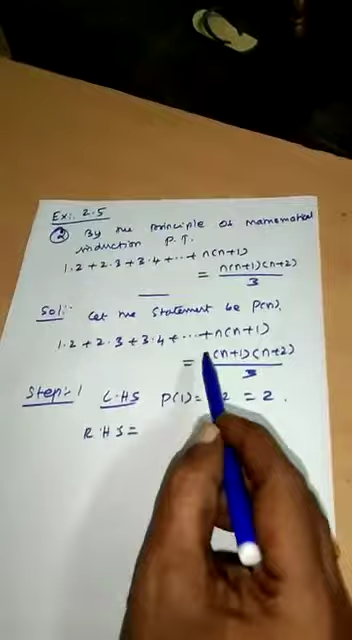 Ex:. 2.5
② By the principle of mathematical
induction P.T.
1.2 + 2.3 + 3.4 + ... + n(n+1)
= n(n+1)(n+2) / 3
Sol:. Let the statement be P(n).
1.2 + 2.3 + 3.4 + ... + n(n+1)
= (n+1)(n+2) / 3
Step:-1 L.HS P(1) = 2 = 2.
R.HS =